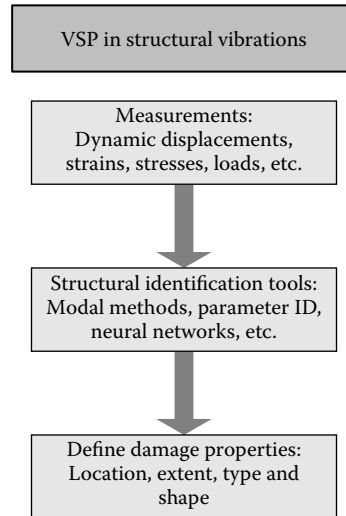 VSP in structural vibrations
Measurements:
Dynamic displacements,
strains, stresses, loads, etc.
Structural identification tools:
Modal methods, parameter ID,
neural networks, etc.
Define damage properties:
Location, extent, type and
shape